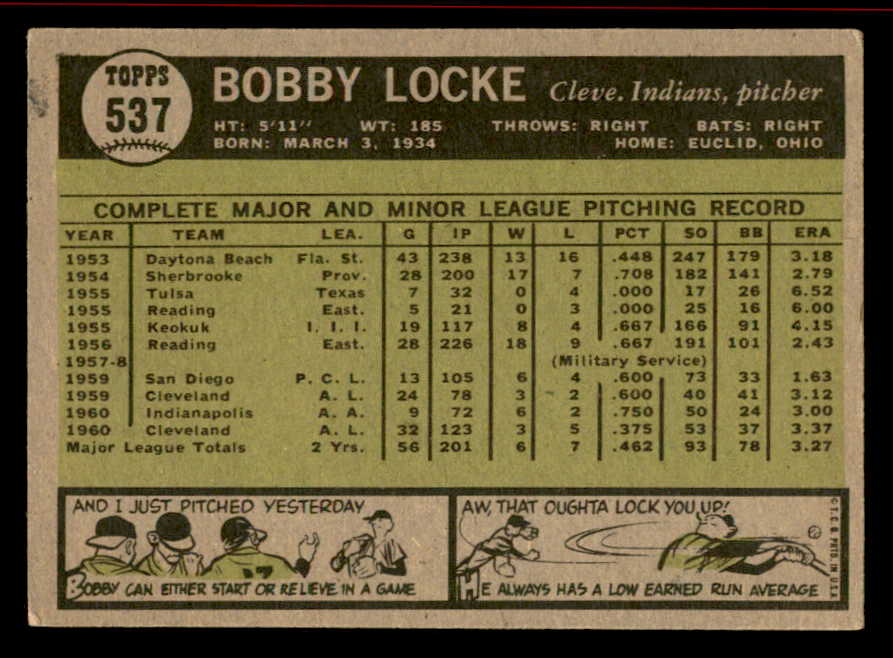 TOPPS
537
BOBBY LOCKE Cleve. Indians, pitcher
HT: 5'11" WT: 185 THROWS: RIGHT BATS: RIGHT
BORN: MARCH 3, 1934 HOME: EUCLID, OHIO
COMPLETE MAJOR AND MINOR LEAGUE PITCHING RECORD
YEAR TEAM LEA. G IP W L PCT SO BB ERA
1953 Daytona Beach Fla. St. 43 238 13 16 .448 247 179 3.18
1954 Sherbrooke Prov. 28 200 17 7 .708 182 141 2.79
1955 Tulsa Texas 7 32 0 4 .000 17 26 6.52
1955 Reading East. 5 21 0 3 .000 25 16 6.00
1955 Keokuk I. I. I. 19 117 8 4 .667 166 91 4.15
1956 Reading East. 28 226 18 9 .667 191 101 2.43
1957-8 (Military Service)
1959 San Diego P. C. L. 13 105 6 4 .600 73 33 1.63
1959 Cleveland A. L. 24 78 3 2 .600 40 41 3.12
1960 Indianapolis A. A. 9 72 6 2 .750 50 24 3.00
1960 Cleveland A. L. 32 123 3 5 .375 53 37 3.37
Major League Totals 2 Yrs. 56 201 6 7 .462 93 78 3.27
AND I JUST PITCHED YESTERDAY
17
BOBBY CAN EITHER START OR RELIEVE IN A GAME
AW, THAT OUGHTA LOCK YOU UP!
HE ALWAYS HAS A LOW EARNED RUN AVERAGE
© T.C.G. PRTD. IN U.S.A.